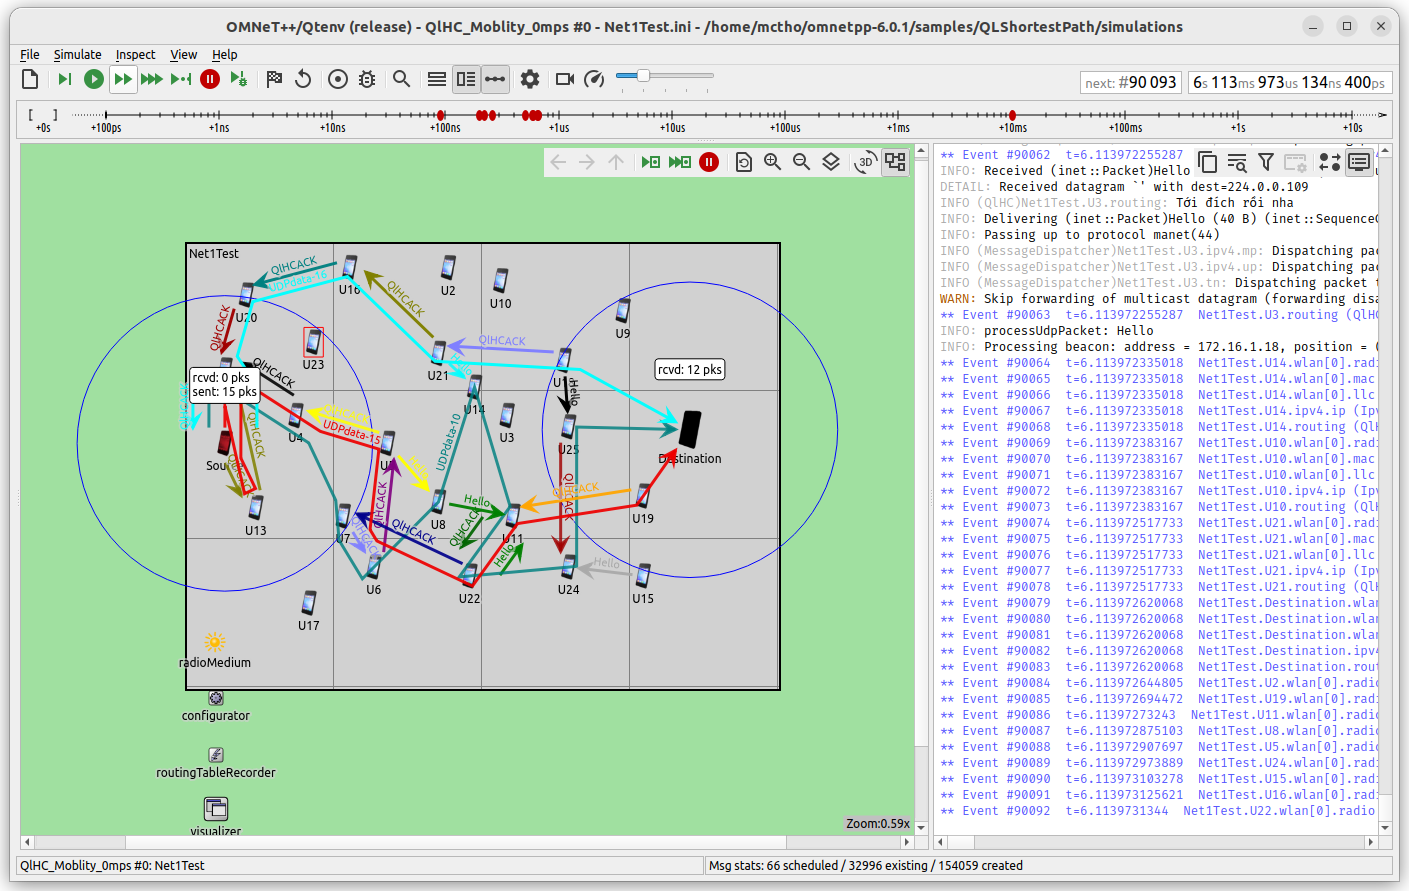 OMNeT++/Qtenv (release) - QlHC_Moblity_0mps #0 - Net1Test.ini - /home/mctho/omnetpp-6.0.1/samples/QLShortestPath/simulations
File Simulate Inspect View Help
next: #90 093
6s 113ms 973us 134ns 400ps
[ ]
+0s +100ps +1ns +10ns +100ns +1us +10us +100us +1ms +10ms +100ms +1s +10s
3D
Net1Test
QlHCACK
UDPdata-16
U16
U2
U10
U20
QlHCACK
U9
QlHCACK
U23
QlHCACK
U21
Hello
QlHCACK
rcvd: 0 pks
sent: 15 pks
rcvd: 12 pks
Hello
U14
QlHCACK
UDPdata-15
U4
U3
UDPdata-10
U25
Destination
QlHCACK
Hello
U13
QlHCACK
U8
Hello
QlHCACK
U11
QlHCACK
QlHCACK
U19
U7
QlHCACK
QlHCACK
Hello
U6
U22
U24
Hello
U15
U17
radioMedium
configurator
routingTableRecorder
visualizer
Zoom:0.59x
** Event #90062 t=6.113972255287
INFO: Received (inet::Packet)Hello
DETAIL: Received datagram `' with dest=224.0.0.109
INFO (QlHC)Net1Test.U3.routing: Tới đích rồi nha
INFO: Delivering (inet::Packet)Hello (40 B) (inet::Sequence
INFO: Passing up to protocol manet(44)
INFO (MessageDispatcher)Net1Test.U3.ipv4.mp: Dispatching pac
INFO (MessageDispatcher)Net1Test.U3.ipv4.up: Dispatching pac
INFO (MessageDispatcher)Net1Test.U3.tn: Dispatching packet t
WARN: Skip forwarding of multicast datagram (forwarding disa
** Event #90063 t=6.113972255287 Net1Test.U3.routing (QlHC
INFO: processUdpPacket: Hello
INFO: Processing beacon: address = 172.16.1.18, position = (
** Event #90064 t=6.113972335018 Net1Test.U14.wlan[0].radi
** Event #90065 t=6.113972335018 Net1Test.U14.wlan[0].mac
** Event #90066 t=6.113972335018 Net1Test.U14.wlan[0].llc
** Event #90067 t=6.113972335018 Net1Test.U14.ipv4.ip (Ipv
** Event #90068 t=6.113972335018 Net1Test.U14.routing (QlH
** Event #90069 t=6.113972383167 Net1Test.U10.wlan[0].radi
** Event #90070 t=6.113972383167 Net1Test.U10.wlan[0].mac
** Event #90071 t=6.113972383167 Net1Test.U10.wlan[0].llc
** Event #90072 t=6.113972383167 Net1Test.U10.ipv4.ip (Ipv
** Event #90073 t=6.113972383167 Net1Test.U10.routing (QlH
** Event #90074 t=6.113972517733 Net1Test.U21.wlan[0].radi
** Event #90075 t=6.113972517733 Net1Test.U21.wlan[0].mac
** Event #90076 t=6.113972517733 Net1Test.U21.wlan[0].llc
** Event #90077 t=6.113972517733 Net1Test.U21.ipv4.ip (Ipv
** Event #90078 t=6.113972517733 Net1Test.U21.routing (QlH
** Event #90079 t=6.113972620068 Net1Test.Destination.wlan
** Event #90080 t=6.113972620068 Net1Test.Destination.wlan
** Event #90081 t=6.113972620068 Net1Test.Destination.wlan
** Event #90082 t=6.113972620068 Net1Test.Destination.ipv4
** Event #90083 t=6.113972620068 Net1Test.Destination.rout
** Event #90084 t=6.113972644805 Net1Test.U2.wlan[0].radio
** Event #90085 t=6.113972694472 Net1Test.U19.wlan[0].radi
** Event #90086 t=6.11397273243 Net1Test.U11.wlan[0].radio
** Event #90087 t=6.113972875103 Net1Test.U8.wlan[0].radio
** Event #90088 t=6.113972907697 Net1Test.U5.wlan[0].radio
** Event #90089 t=6.113972973889 Net1Test.U24.wlan[0].radi
** Event #90090 t=6.113973103278 Net1Test.U15.wlan[0].radi
** Event #90091 t=6.113973125621 Net1Test.U16.wlan[0].radi
** Event #90092 t=6.1139731344 Net1Test.U22.wlan[0].radio
QlHC_Moblity_0mps #0: Net1Test
Msg stats: 66 scheduled / 32996 existing / 154059 created